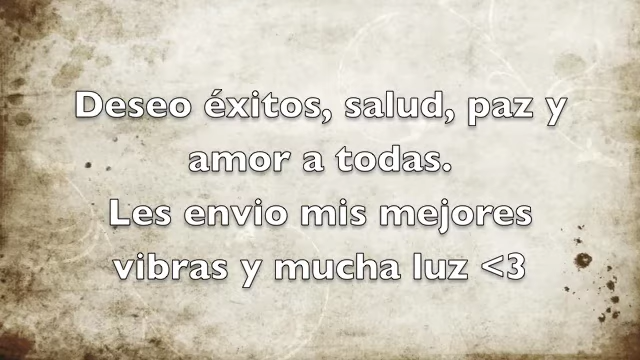 Deseo éxitos, salud, paz y
amor a todas.
Les envio mis mejores
vibras y mucha luz <3